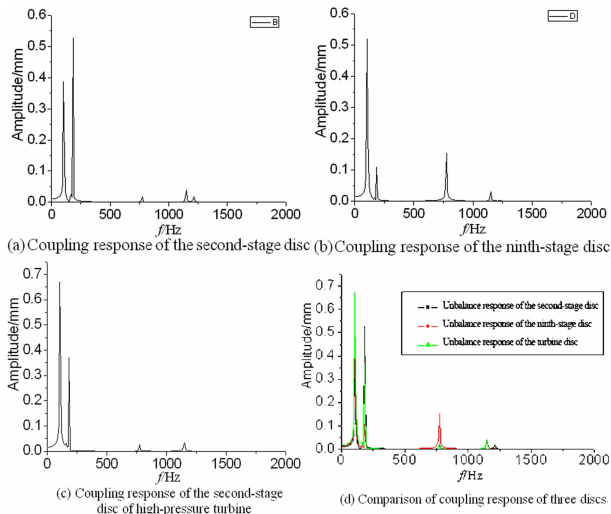 Amplitude/mm
0.6
0.5
0.4
0.3
0.2
0.1
0.0
0
500
1000
1500
2000
f/Hz
B
(a) Coupling response of the second-stage disc
Amplitude/mm
0.6
0.5
0.4
0.3
0.2
0.1
0.0
0
500
1000
1500
2000
f/Hz
D
(b) Coupling response of the ninth-stage disc
Amplitude/mm
0.7
0.6
0.5
0.4
0.3
0.2
0.1
0.0
0
500
1000
1500
2000
f/Hz
(c) Coupling response of the second-stage
disc of high-pressure turbine
Amplitude/mm
0.7
0.6
0.5
0.4
0.3
0.2
0.1
0.0
0
500
1000
1500
2000
f/Hz
Unbalance response of the second-stage disc
Unbalance response of the ninth-stage disc
Unbalance response of the turbine disc
(d) Comparison of coupling response of three discs